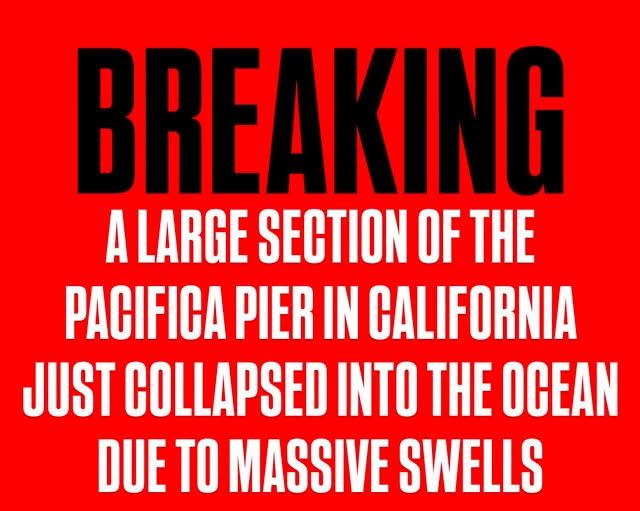 BREAKING
A LARGE SECTION OF THE
PACIFICA PIER IN CALIFORNIA
JUST COLLAPSED INTO THE OCEAN
DUE TO MASSIVE SWELLS